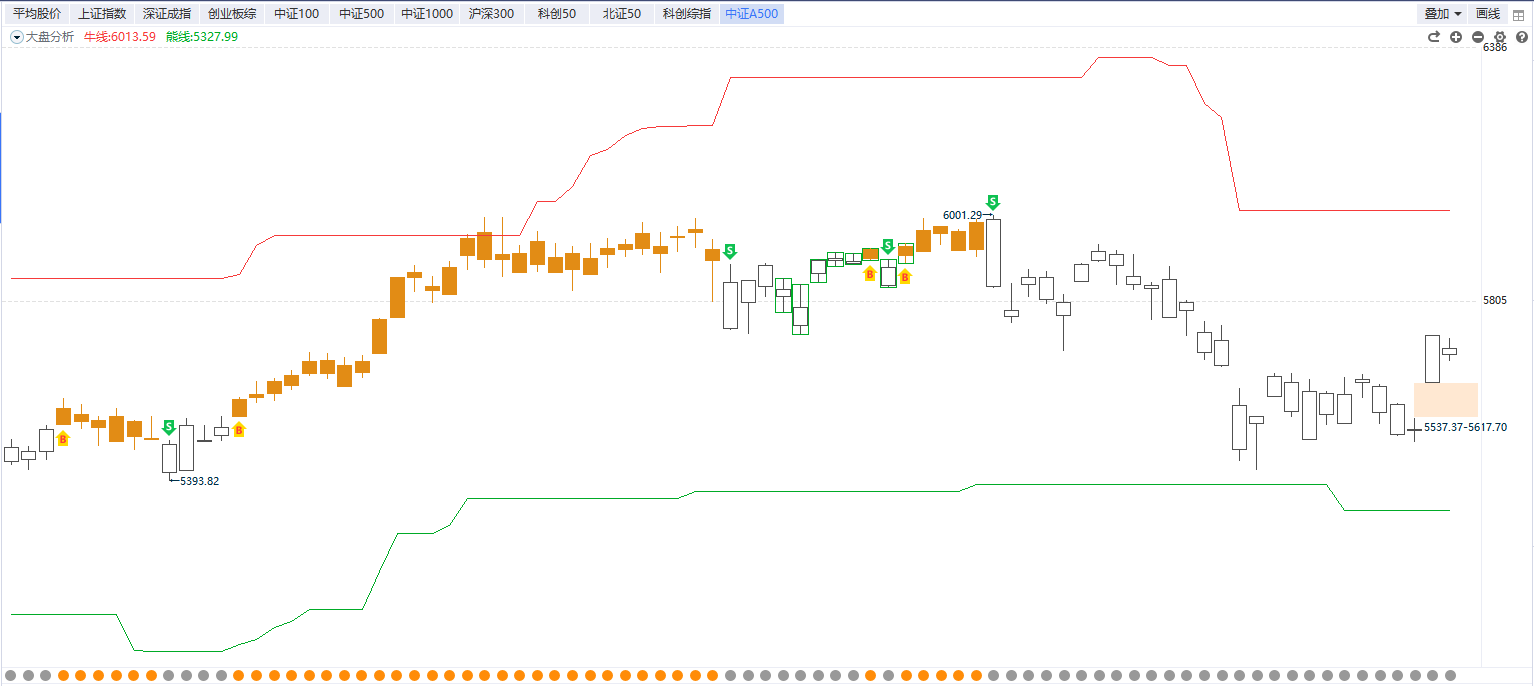 平均股价 上证指数 深证成指 创业板综 中证100 中证500 中证1000 沪深300 科创50 北证50 科创综指 中证A500 叠加 画线
大盘分析 牛线:6013.59 熊线:5327.99
6386
S
6001.29
S S
B B
5805
S
B B
5537.37-5617.70
5393.82